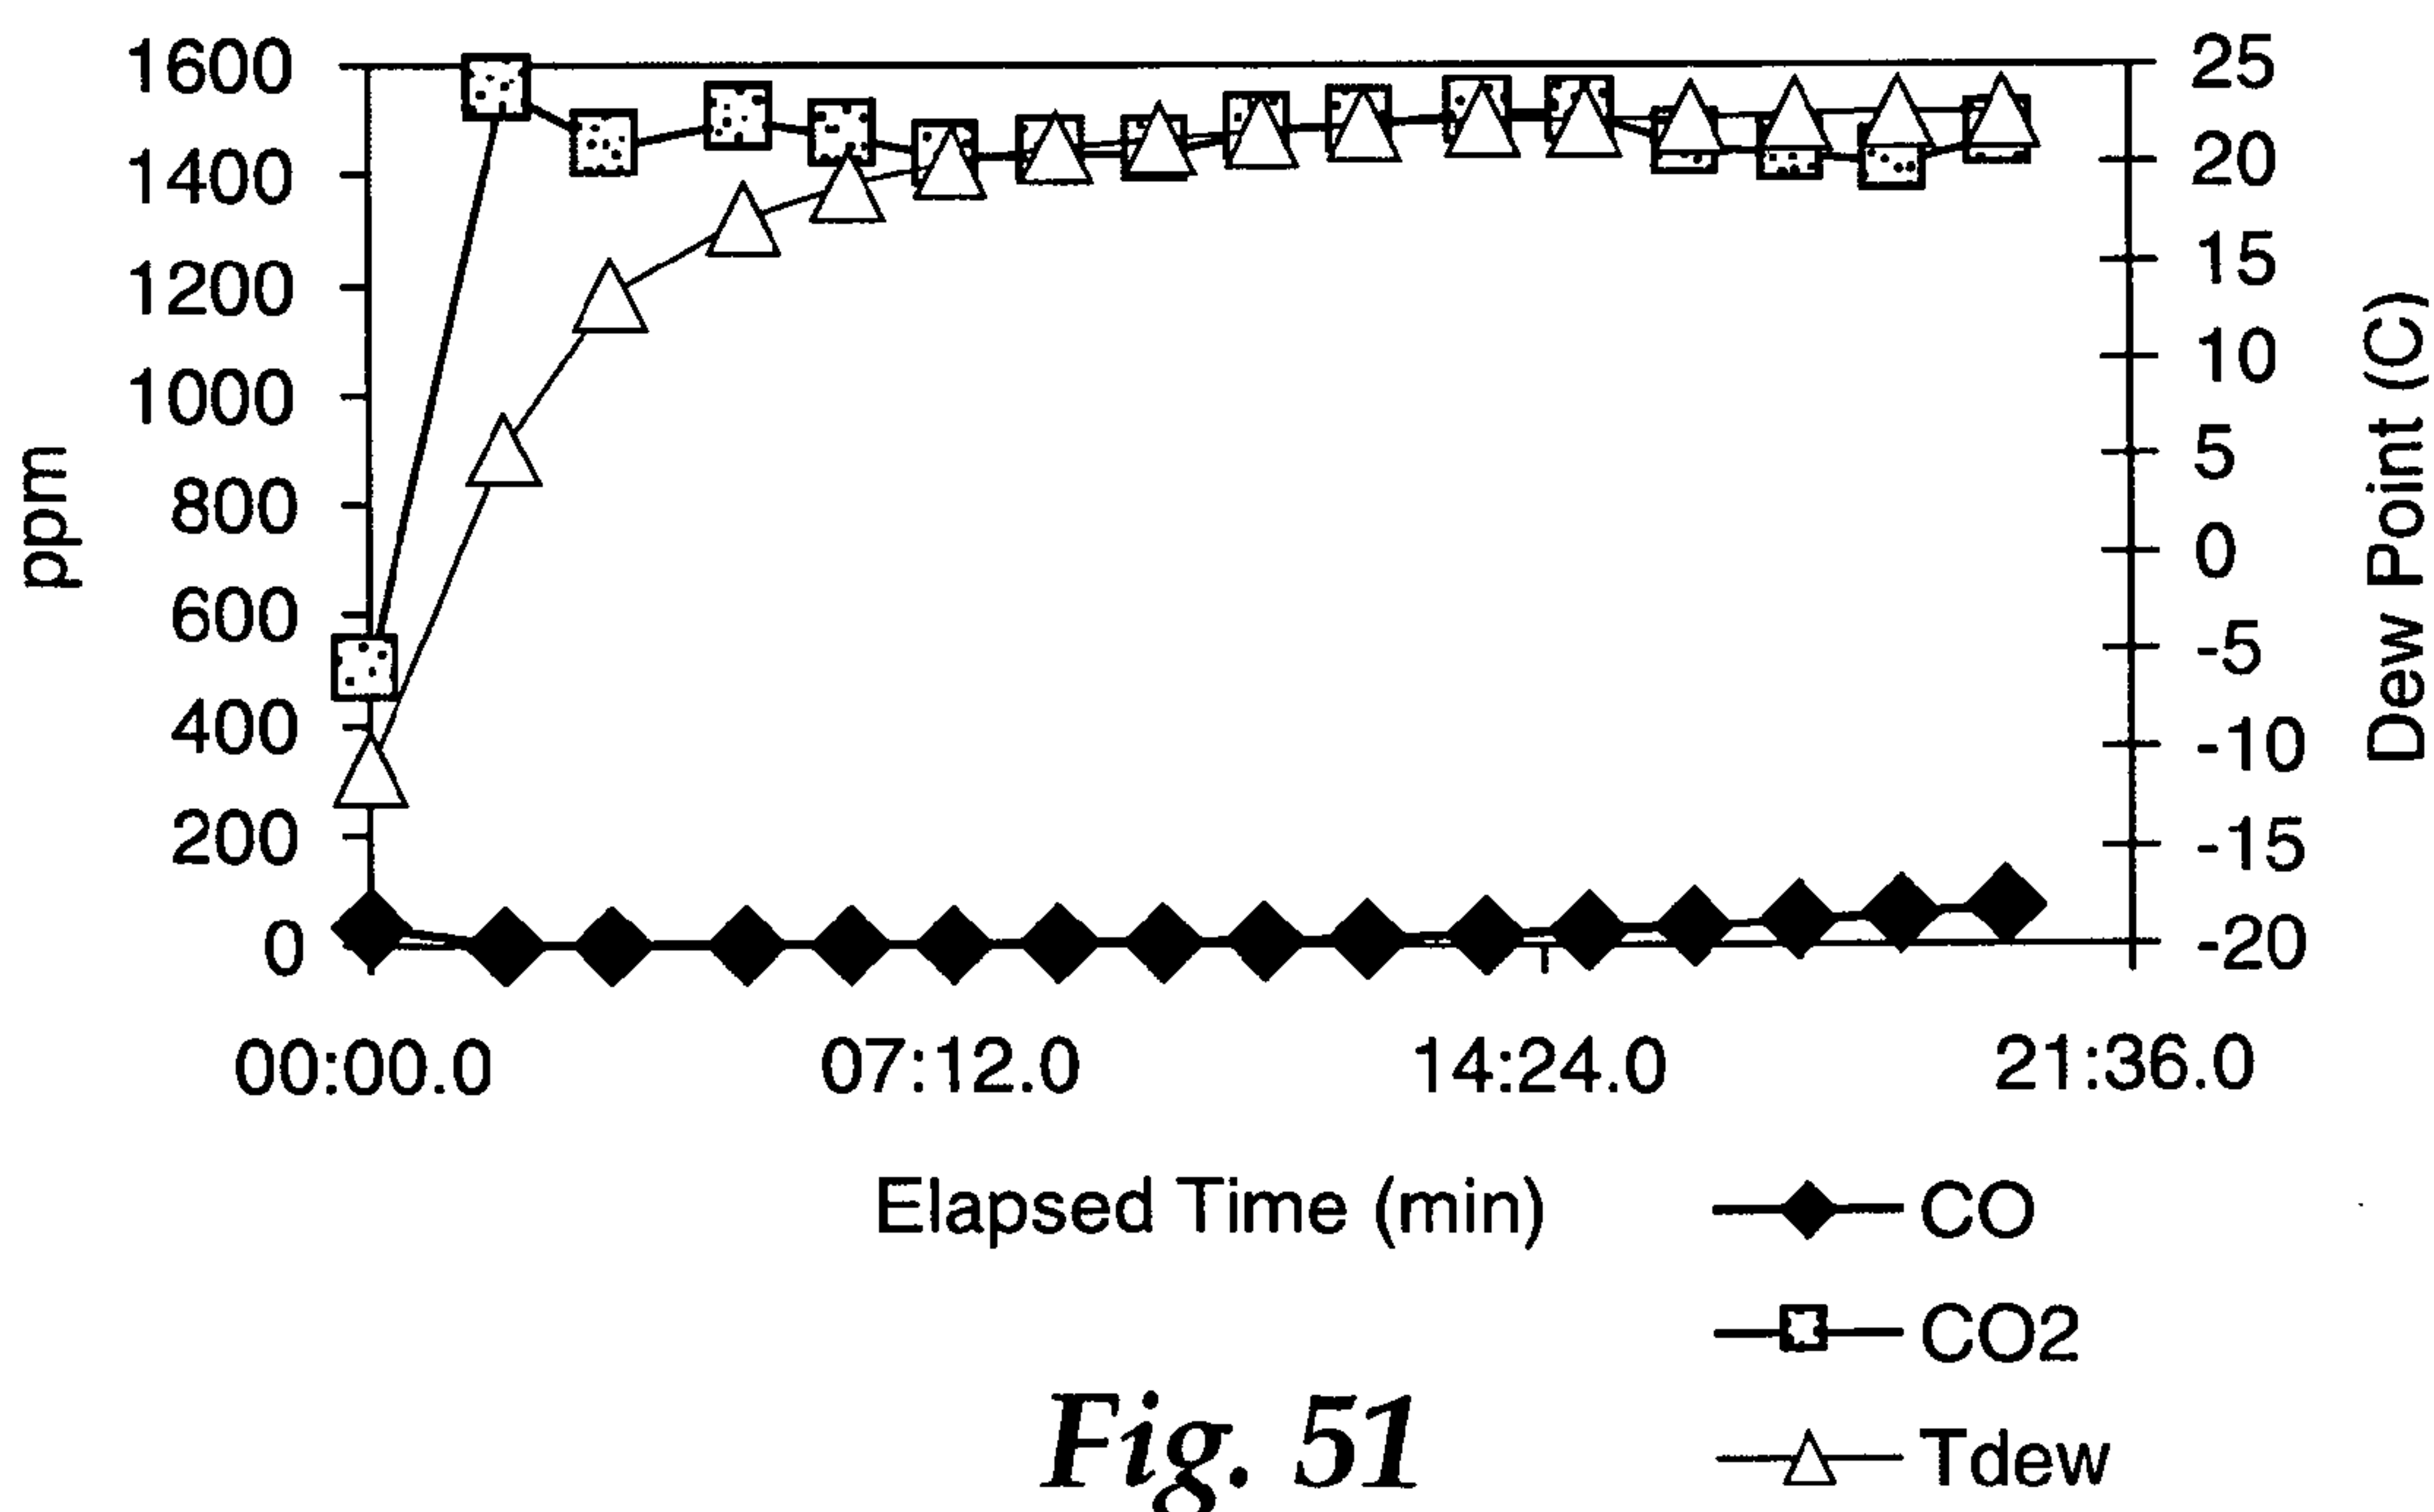 1600
1400
1200
1000
800
600
400
200
0
ppm
25
20
15
10
5
0
-5
-10
-15
-20
Dew Point (C)
00:00.0 07:12.0 14:24.0 21:36.0
Elapsed Time (min)
CO
CO2
Tdew
Fig. 51